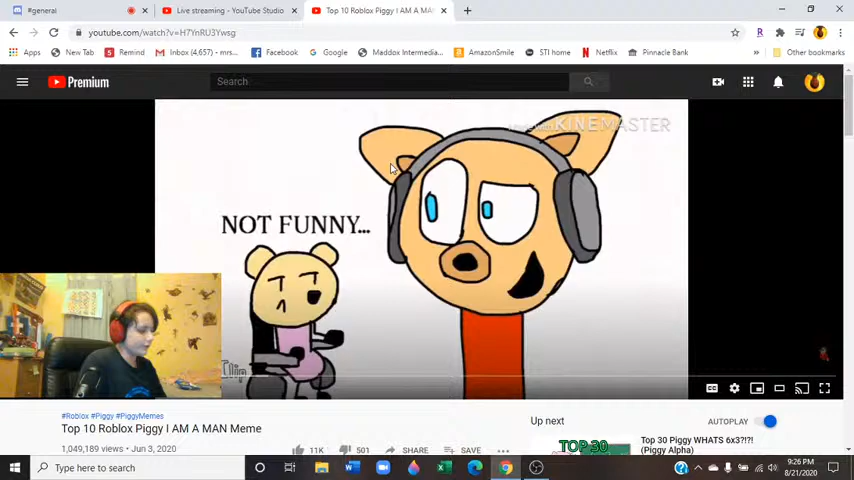 #general
Live streaming - YouTube Studio
Top 10 Roblox Piggy I AM A MAN
youtube.com/watch?v=H7YnRU3Ywsg
Apps
New Tab
Remind
Inbox (4,657) - mrs...
Facebook
Google
Maddox Intermedia...
AmazonSmile
STI home
Netflix
Pinnacle Bank
Other bookmarks
Premium
Search
KINEMASTER
NOT FUNNY...
Clip
#Roblox #Piggy #PiggyMemes
Top 10 Roblox Piggy I AM A MAN Meme
1,049,189 views • Jun 3, 2020
11K
501
SHARE
SAVE
Up next
AUTOPLAY
TOP 30
Top 30 Piggy WHATS 6x3?!?!
(Piggy Alpha)
Type here to search
9:26 PM
8/21/2020